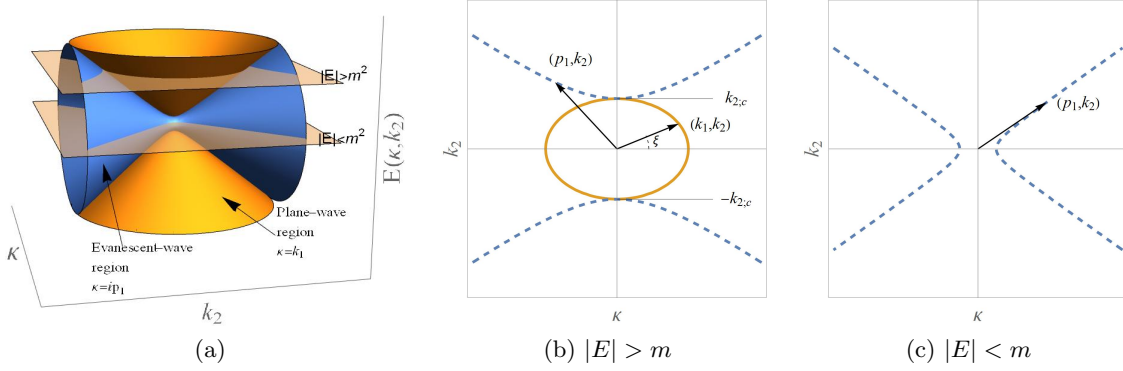 |E|>m²
|E|<m²
E(κ,k₂)
Plane–wave
region
κ=k₁
Evanescent–wave
region
κ=ip₁
κ
k₂
(a)
(p₁,k₂)
k₂;c
(k₁,k₂)
ξ
k₂
−k₂;c
κ
(b) |E| > m
(p₁,k₂)
k₂
κ
(c) |E| < m